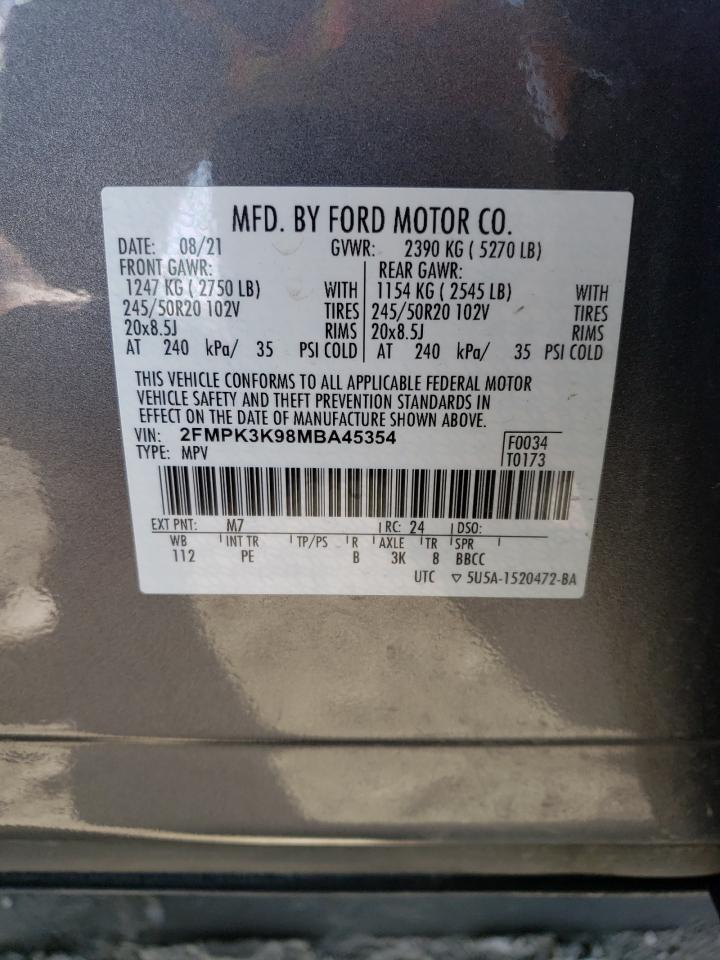 MFD. BY FORD MOTOR CO.
DATE: 08/21 GVWR: 2390 KG ( 5270 LB)
FRONT GAWR: REAR GAWR:
1247 KG ( 2750 LB) WITH 1154 KG ( 2545 LB) WITH
245/50R20 102V TIRES 245/50R20 102V TIRES
20x8.5J RIMS 20x8.5J RIMS
AT 240 kPa/ 35 PSI COLD AT 240 kPa/ 35 PSI COLD
THIS VEHICLE CONFORMS TO ALL APPLICABLE FEDERAL MOTOR
VEHICLE SAFETY AND THEFT PREVENTION STANDARDS IN
EFFECT ON THE DATE OF MANUFACTURE SHOWN ABOVE.
VIN: 2FMPK3K98MBA45354 F0034
TYPE: MPV T0173
EXT PNT: M7 RC: 24 DSO:
WB INT TR TP/PS R AXLE TR SPR
112 PE B 3K 8 BBCC
UTC ▽ 5U5A-1520472-BA